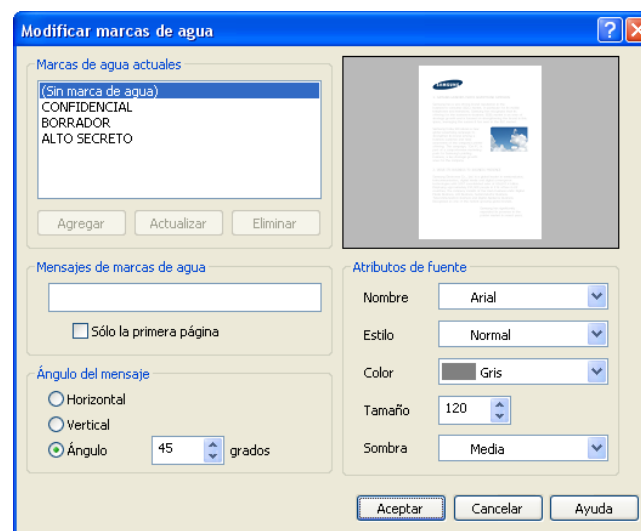 Modificar marcas de agua
Marcas de agua actuales
(Sin marca de agua)
CONFIDENCIAL
BORRADOR
ALTO SECRETO
Agregar Actualizar Eliminar
SAMSUNG
Mensajes de marcas de agua
Sólo la primera página
Ángulo del mensaje
Horizontal
Vertical
Ángulo 45 grados
Atributos de fuente
Nombre Arial
Estilo Normal
Color Gris
Tamaño 120
Sombra Media
Aceptar Cancelar Ayuda